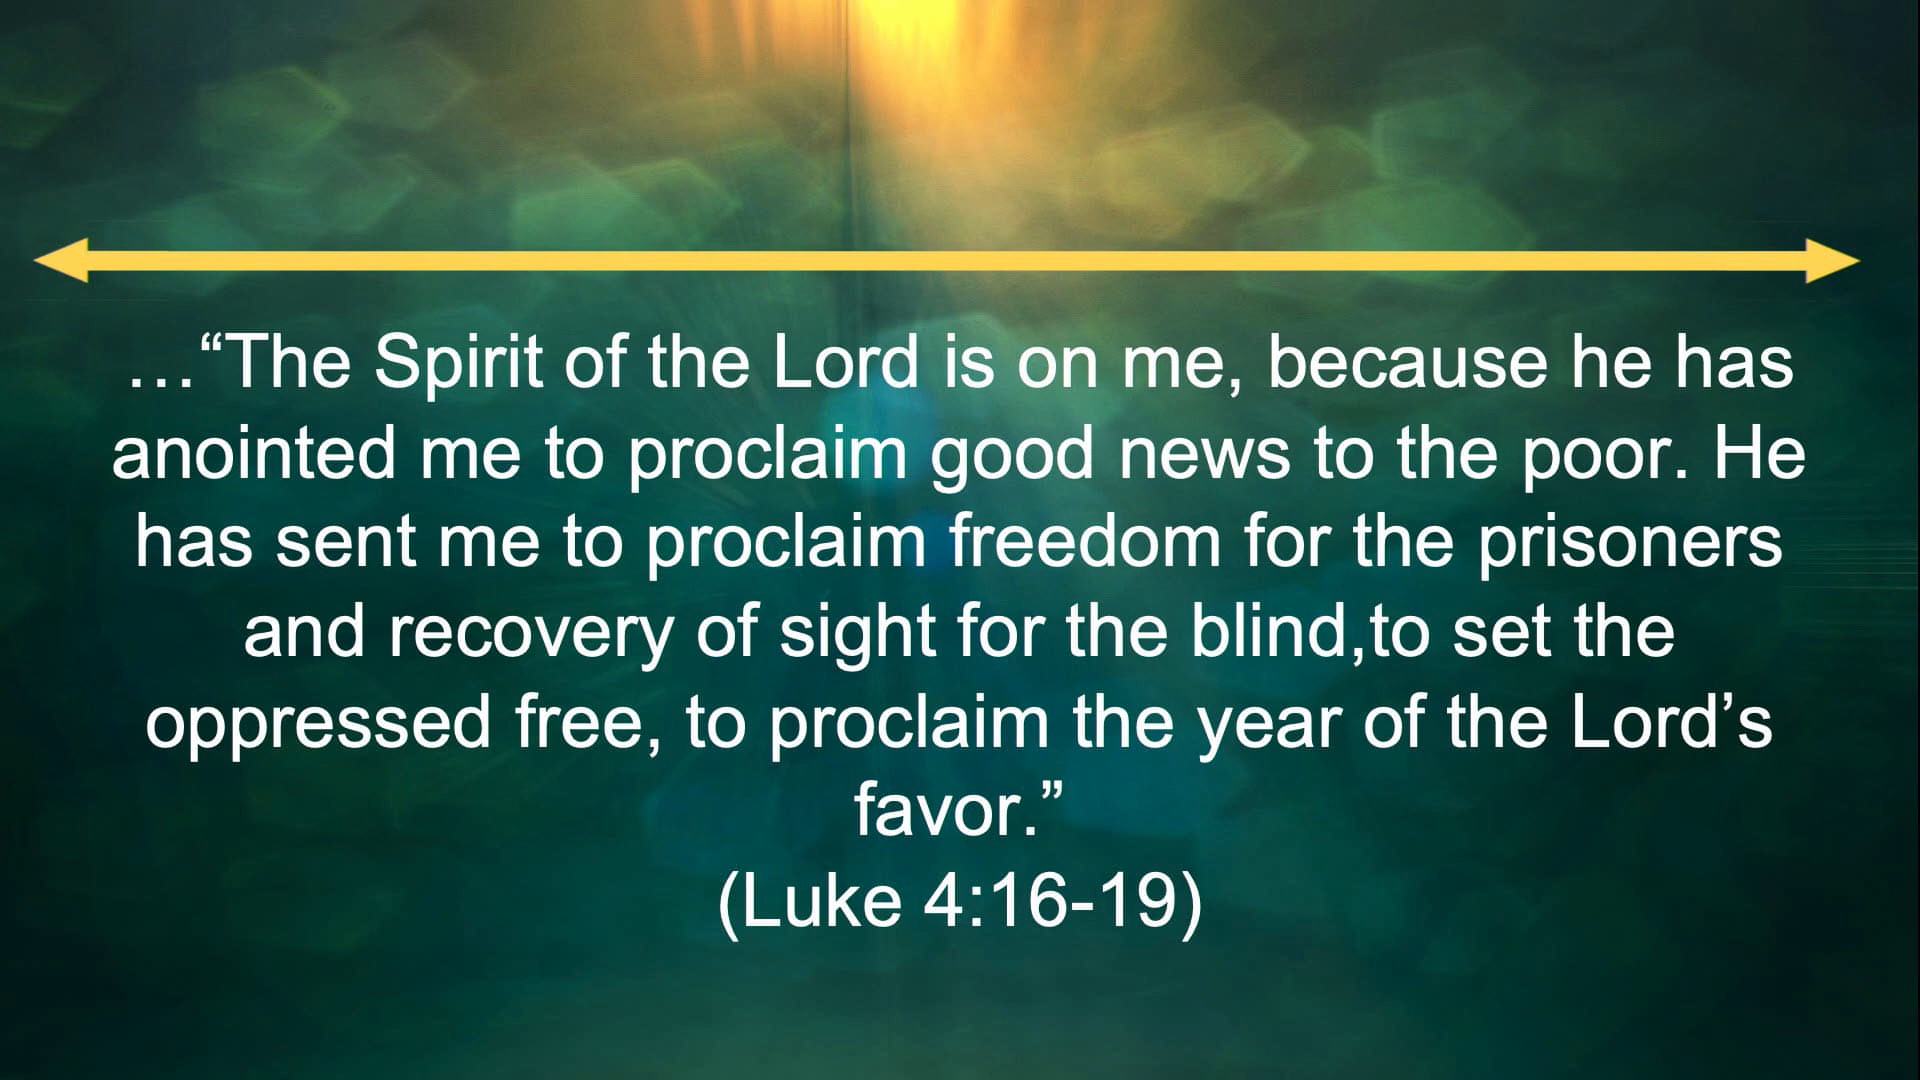 …“The Spirit of the Lord is on me, because he has
anointed me to proclaim good news to the poor. He
has sent me to proclaim freedom for the prisoners
and recovery of sight for the blind,to set the
oppressed free, to proclaim the year of the Lord’s
favor.”
(Luke 4:16-19)